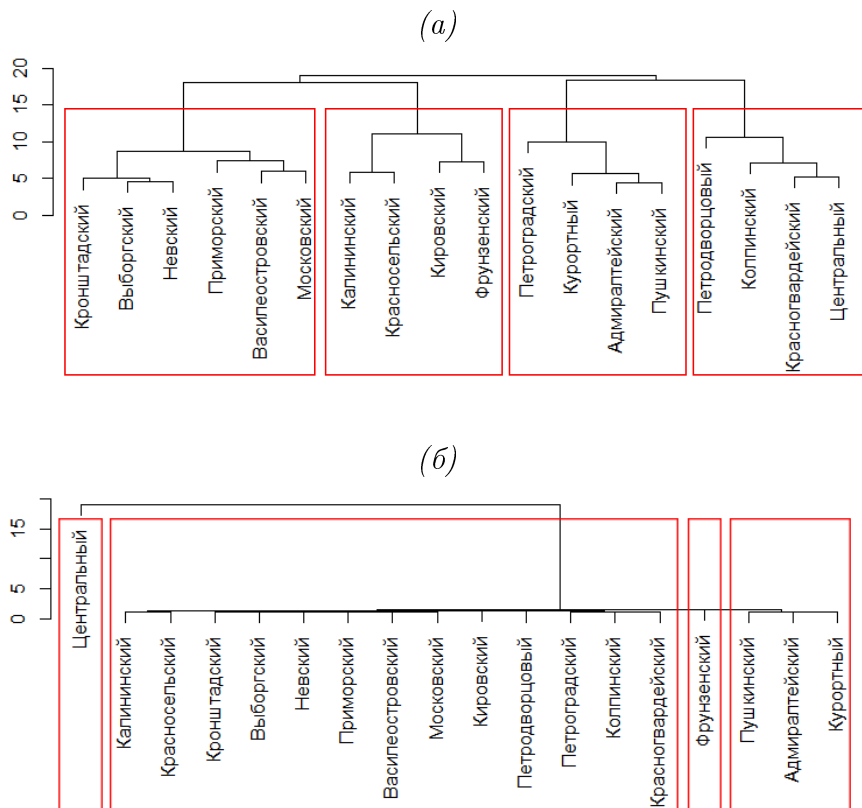 (а)
20
15
10
5
0
Кронштадский
Выборгский
Невский
Приморский
Василеостровский
Московский
Калининский
Красносельский
Кировский
Фрунзенский
Петроградский
Курортный
Адмиралтейский
Пушкинский
Петродворцовый
Колпинский
Красногвардейский
Центральный
(б)
15
5
0
Центральный
Калининский
Красносельский
Кронштадский
Выборгский
Невский
Приморский
Василеостровский
Московский
Кировский
Петродворцовый
Петроградский
Колпинский
Красногвардейский
Фрунзенский
Пушкинский
Адмиралтейский
Курортный